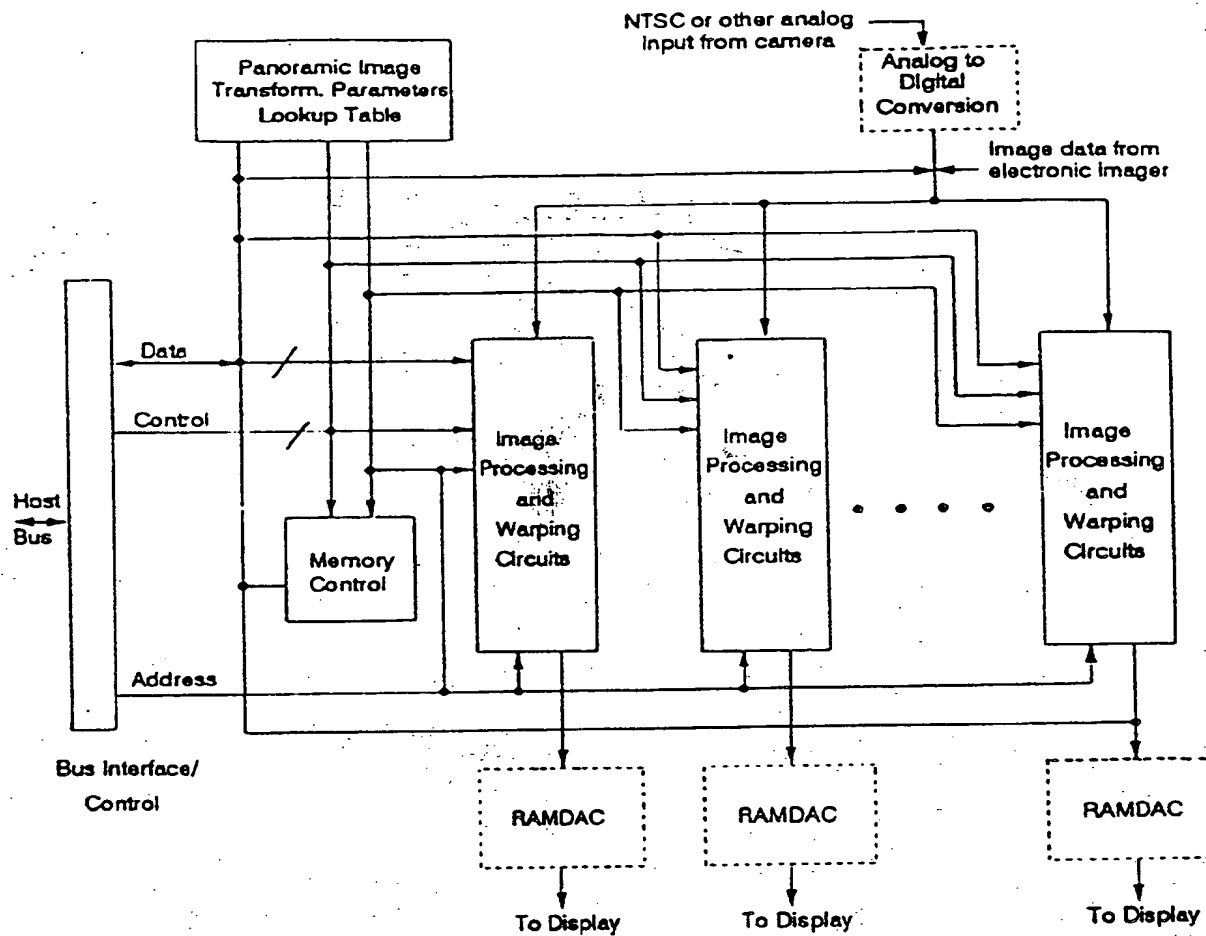 NTSC or other analog
input from camera
Panoramic Image
Transform. Parameters
Lookup Table
Analog to
Digital
Conversion
Image data from
electronic imager
Data
Control
Host
Bus
Memory
Control
Address
Bus Interface/
Control
Image
Processing
and
Warping
Circuits
Image
Processing
and
Warping
Circuits
Image
Processing
and
Warping
Circuits
RAMDAC
RAMDAC
RAMDAC
To Display
To Display
To Display